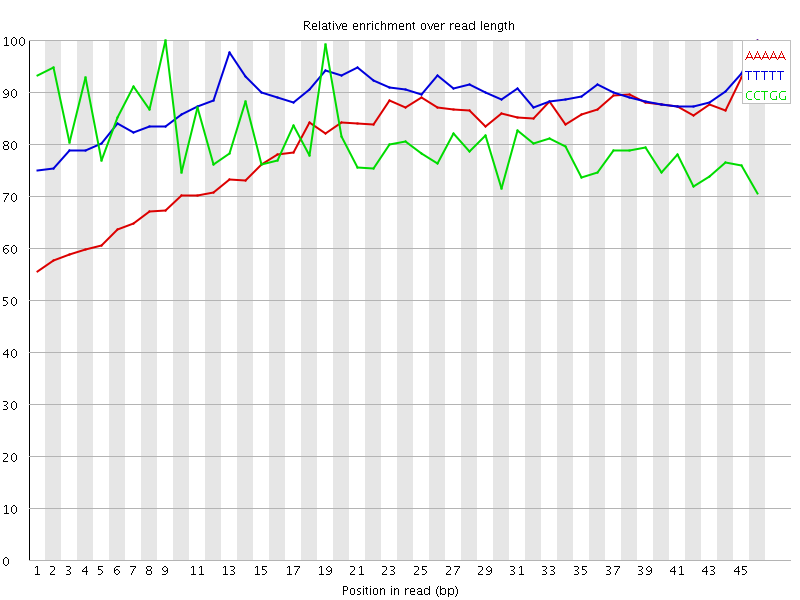 Relative enrichment over read length
100
90
80
70
60
50
40
30
20
10
0
AAAAA
TTTTT
CCTGG
1 2 3 4 5 6 7 8 9 11 13 15 17 19 21 23 25 27 29 31 33 35 37 39 41 43 45
Position in read (bp)